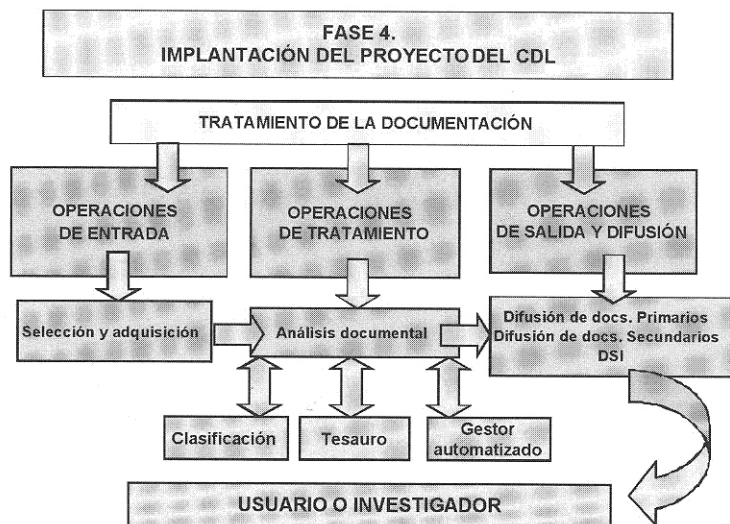 FASE 4.
IMPLANTACIÓN DEL PROYECTO DEL CDL
TRATAMIENTO DE LA DOCUMENTACIÓN
OPERACIONES
DE ENTRADA
OPERACIONES
DE TRATAMIENTO
OPERACIONES
DE SALIDA Y DIFUSIÓN
Selección y adquisición
Análisis documental
Difusión de docs. Primarios
Difusión de docs. Secundarios
DSI
Clasificación
Tesauro
Gestor
automatizado
USUARIO O INVESTIGADOR